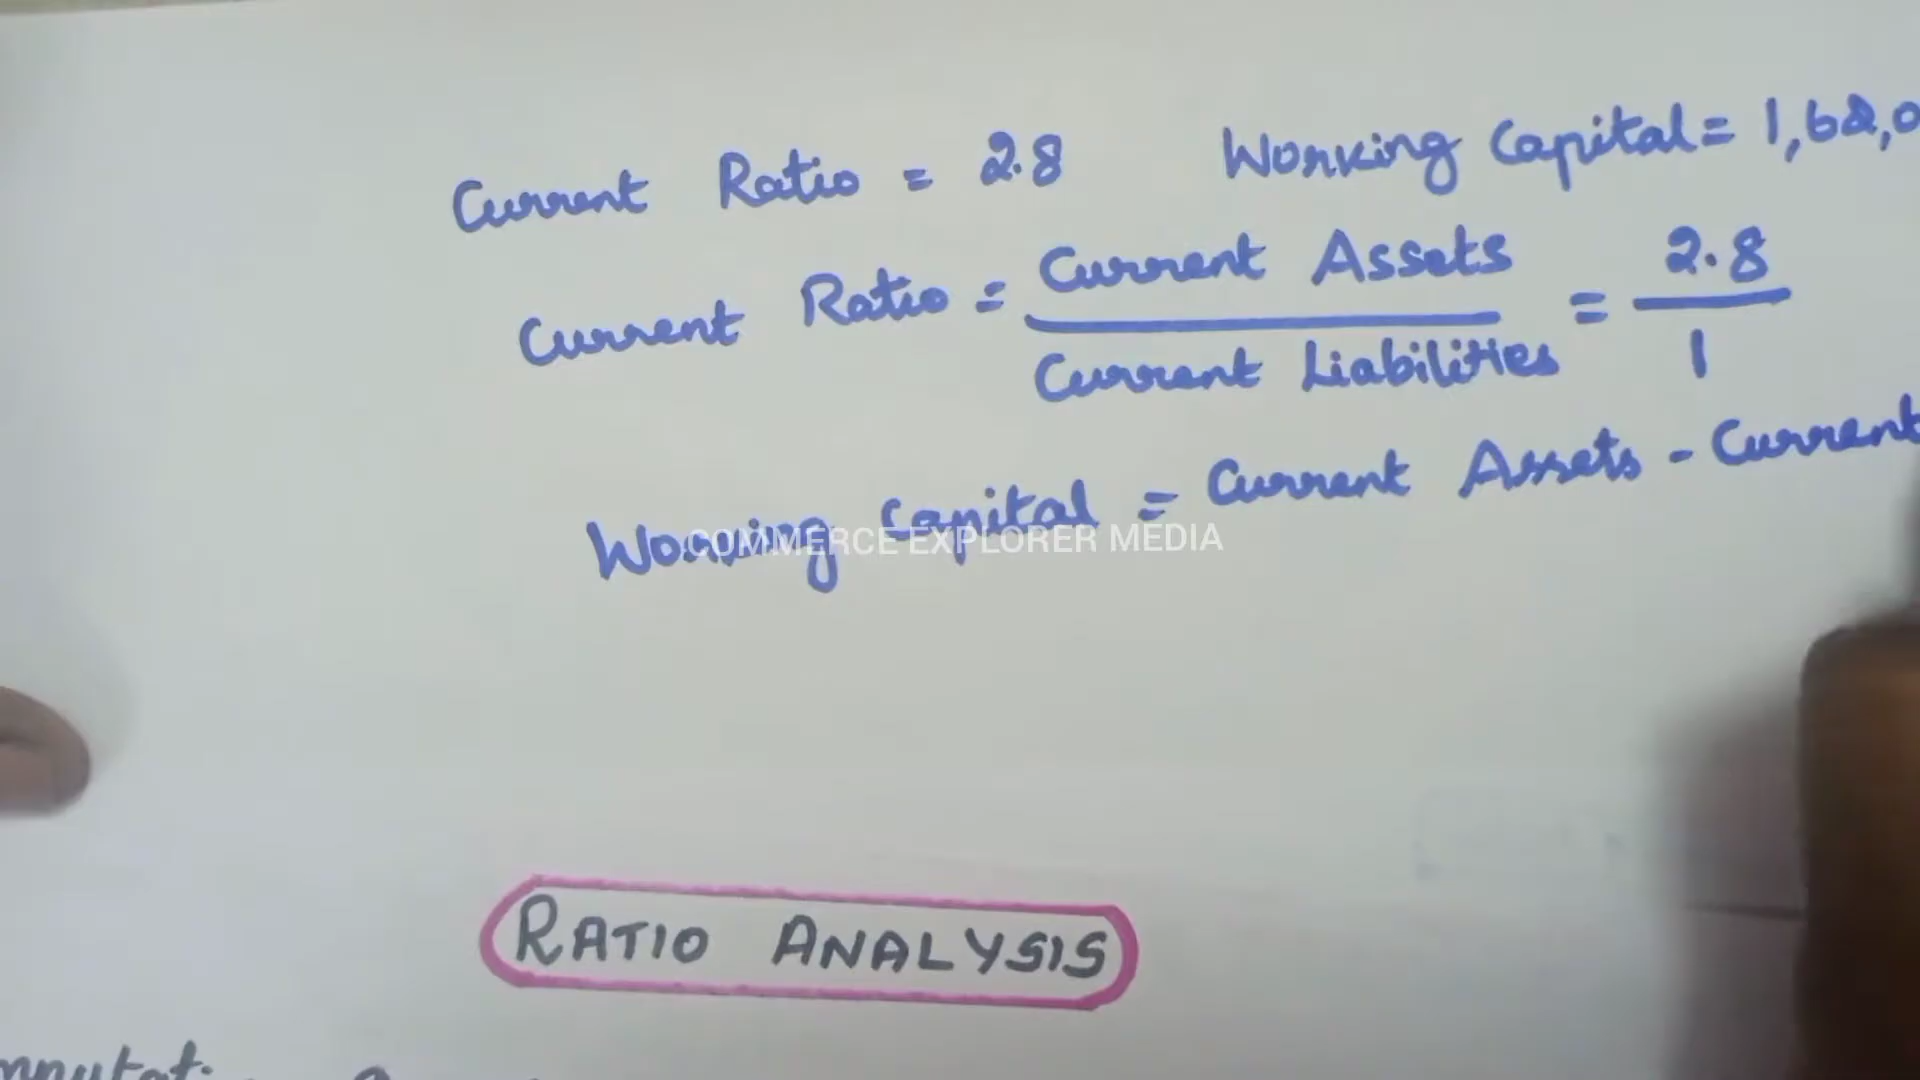 Current Ratio = 2.8 Working Capital = 1,62,0
Current Ratio = Current Assets / Current Liabilities = 2.8 / 1
Working Capital = Current Assets - Current
COMMERCE EXPLORER MEDIA
RATIO ANALYSIS